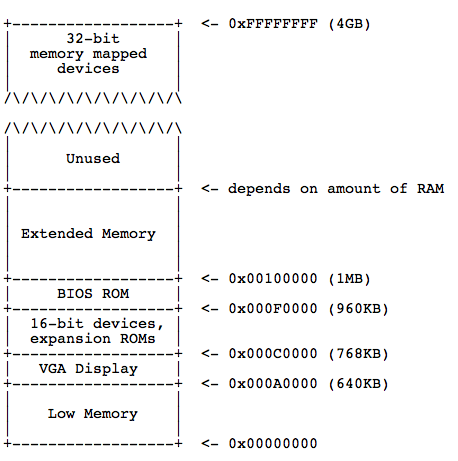 +------------------+  <- 0xFFFFFFFF (4GB)
|      32-bit      |
|  memory mapped   |
|     devices      |
|                  |
/\/\/\/\/\/\/\/\/\/\

/\/\/\/\/\/\/\/\/\/\
|                  |
|      Unused      |
|                  |
+------------------+  <- depends on amount of RAM
|                  |
|                  |
| Extended Memory  |
|                  |
|                  |
+------------------+  <- 0x00100000 (1MB)
|     BIOS ROM     |
+------------------+  <- 0x000F0000 (960KB)
|  16-bit devices, |
|  expansion ROMs  |
+------------------+  <- 0x000C0000 (768KB)
|   VGA Display    |
+------------------+  <- 0x000A0000 (640KB)
|                  |
|    Low Memory    |
|                  |
+------------------+  <- 0x00000000